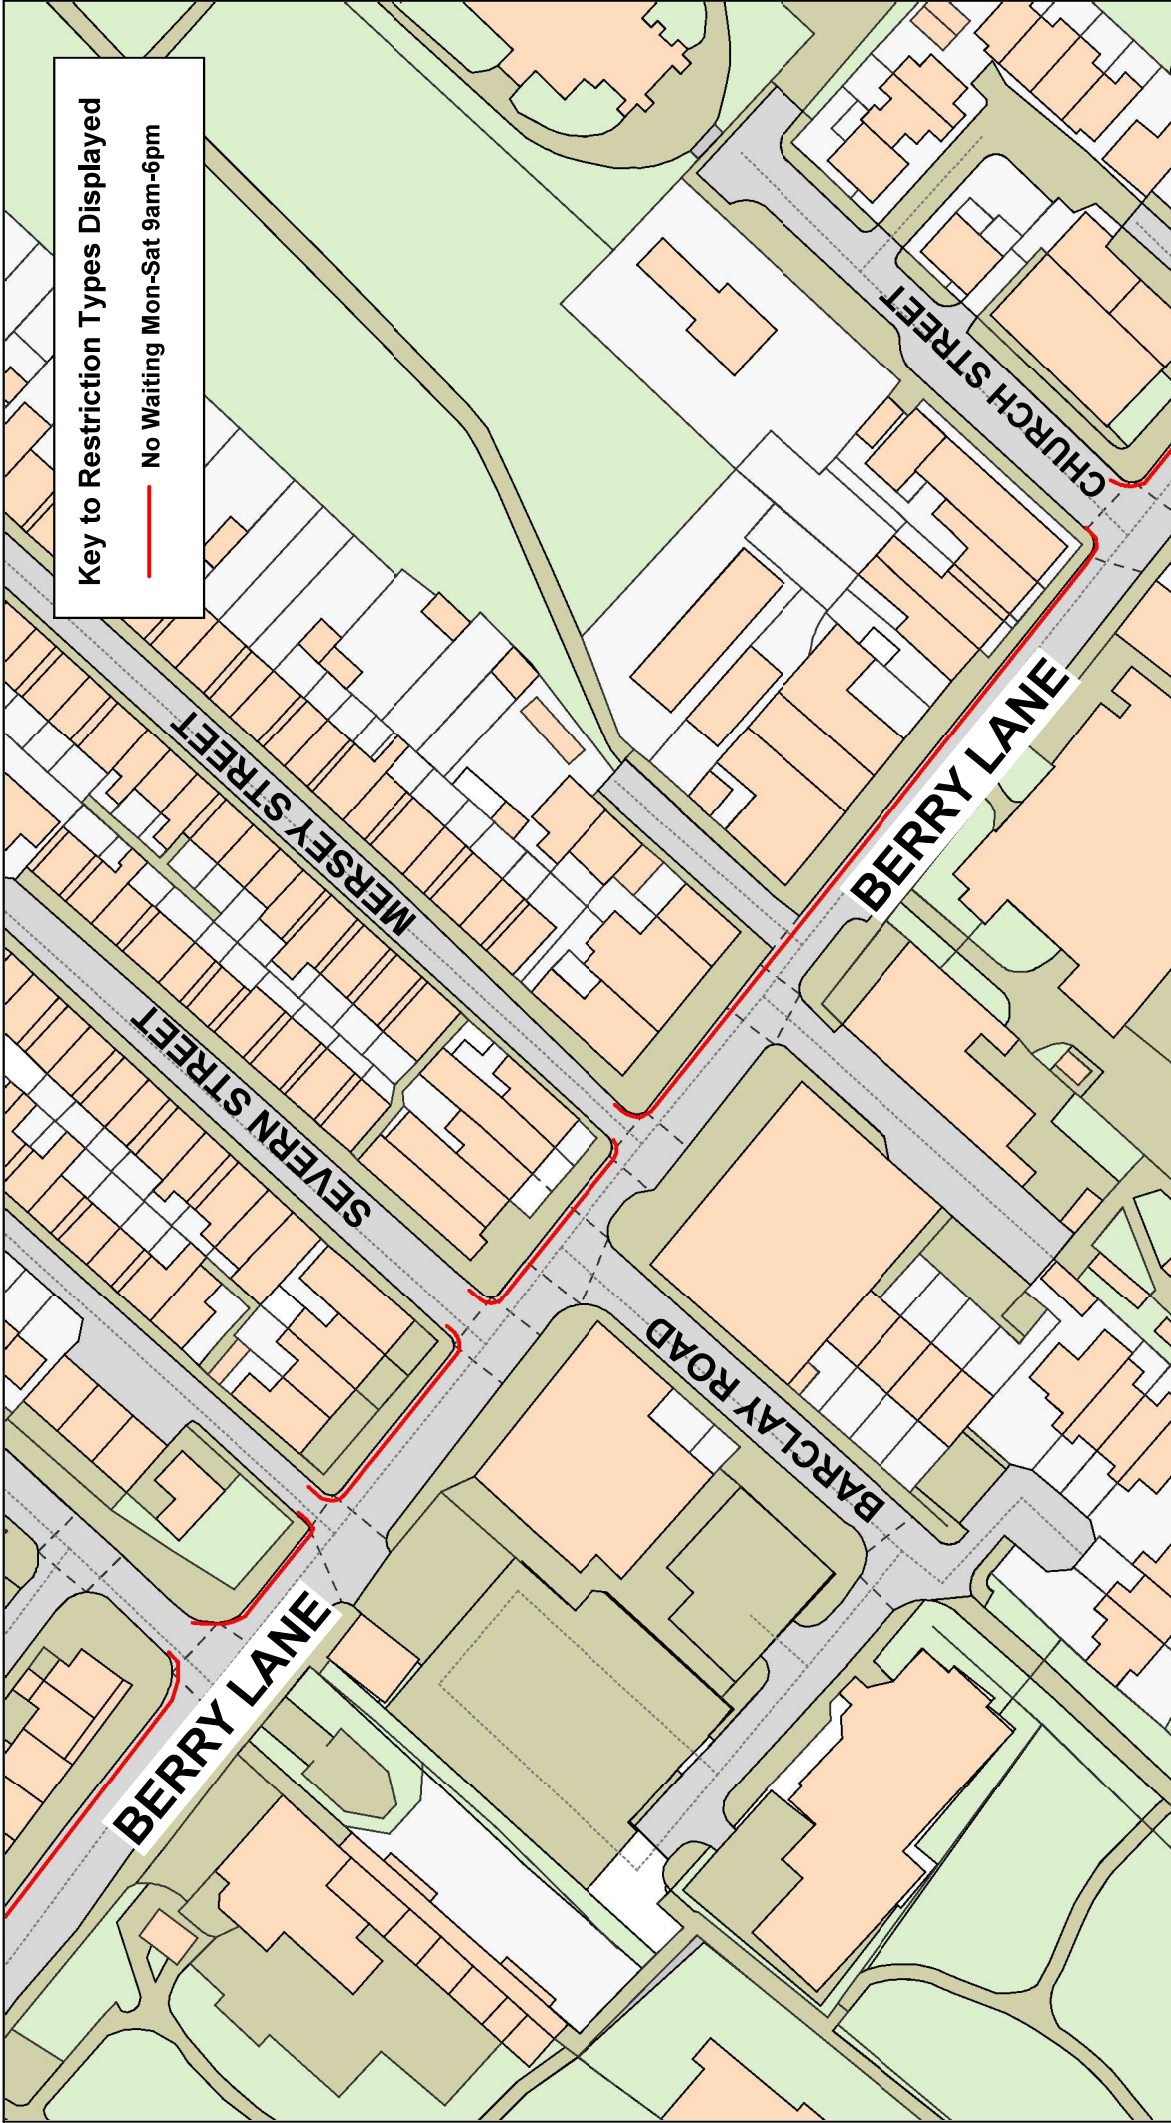 Key to Restriction Types Displayed
No Waiting Mon-Sat 9am-6pm
CHURCH STREET
MERSEY STREET
BERRY LANE
SEVERN STREET
BARCLAY ROAD
BERRY LANE